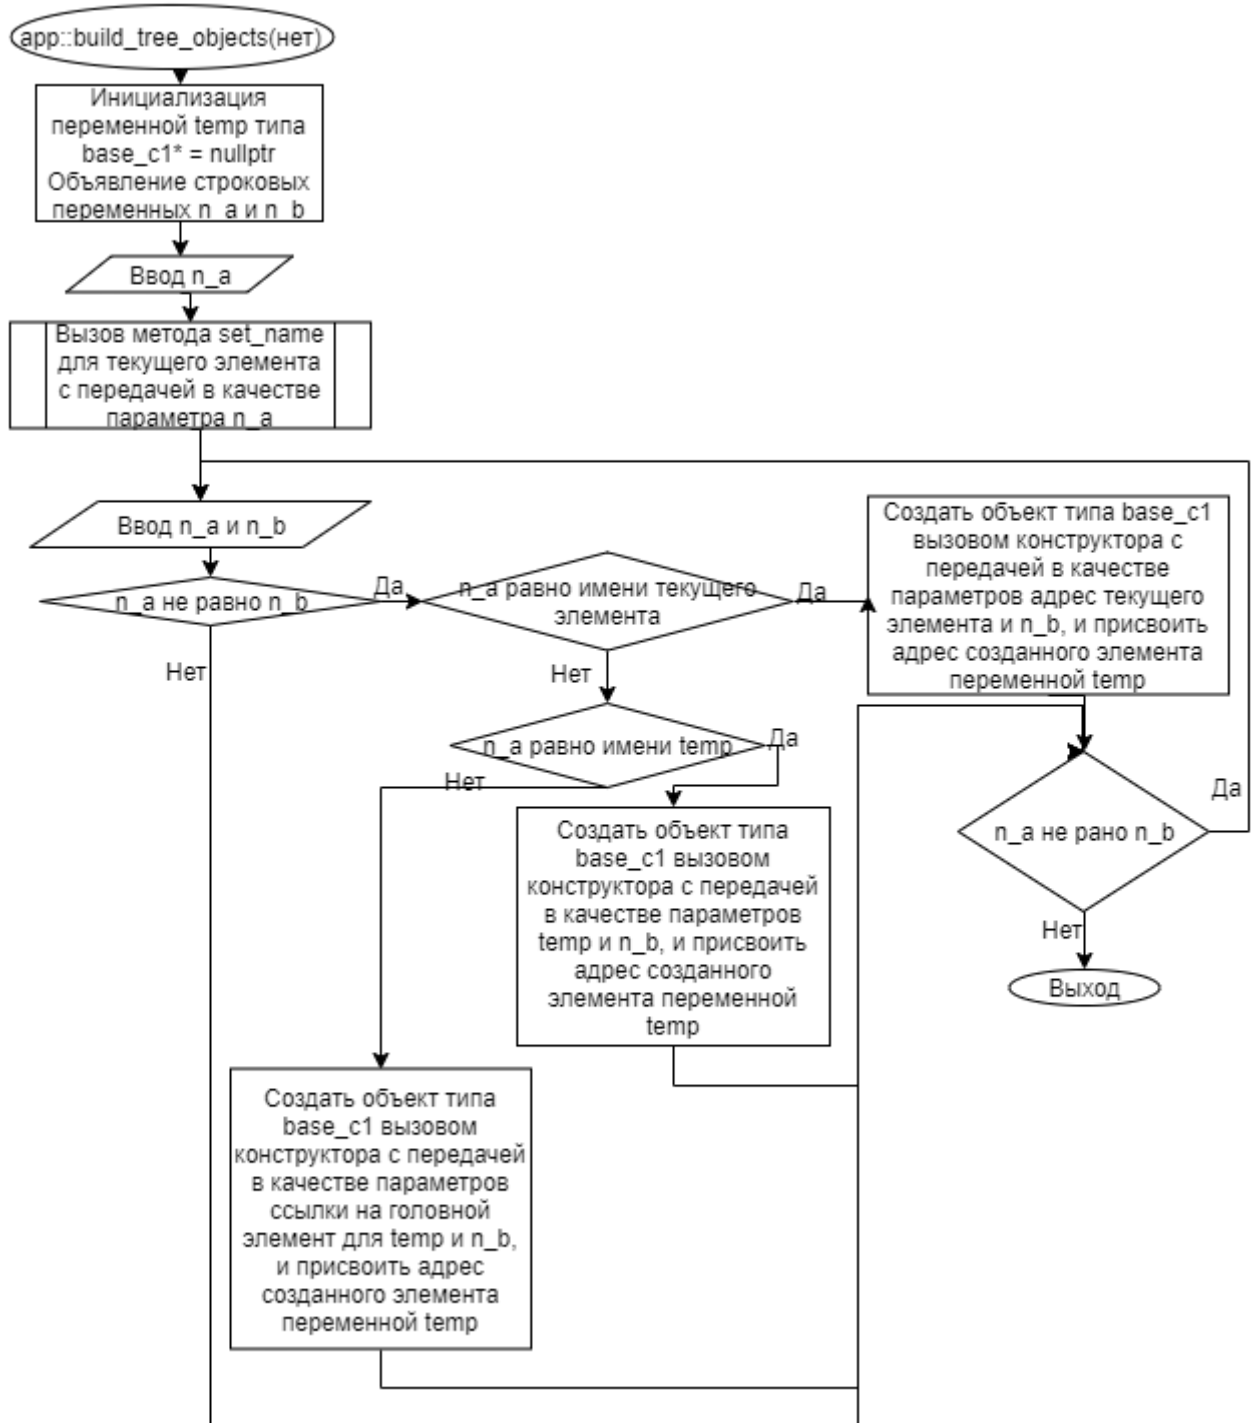 app::build_tree_objects(нет)
Инициализация
переменной temp типа
base_c1* = nullptr
Объявление строковых
переменных n_a и n_b
Ввод n_a
Вызов метода set_name
для текущего элемента
с передачей в качестве
параметра n_a
Ввод n_a и n_b
n_a не равно n_b
Да
n_a равно имени текущего
элемента
Да
Создать объект типа base_c1
вызовом конструктора с
передачей в качестве
параметров адрес текущего
элемента и n_b, и присвоить
адрес созданного элемента
переменной temp
Нет
Нет
n_a равно имени temp
Да
Нет
Создать объект типа
base_c1 вызовом
конструктора с передачей
в качестве параметров
temp и n_b, и присвоить
адрес созданного
элемента переменной
temp
n_a не рано n_b
Да
Нет
Выход
Создать объект типа
base_c1 вызовом
конструктора с передачей
в качестве параметров
ссылки на головной
элемент для temp и n_b,
и присвоить адрес
созданного элемента
переменной temp